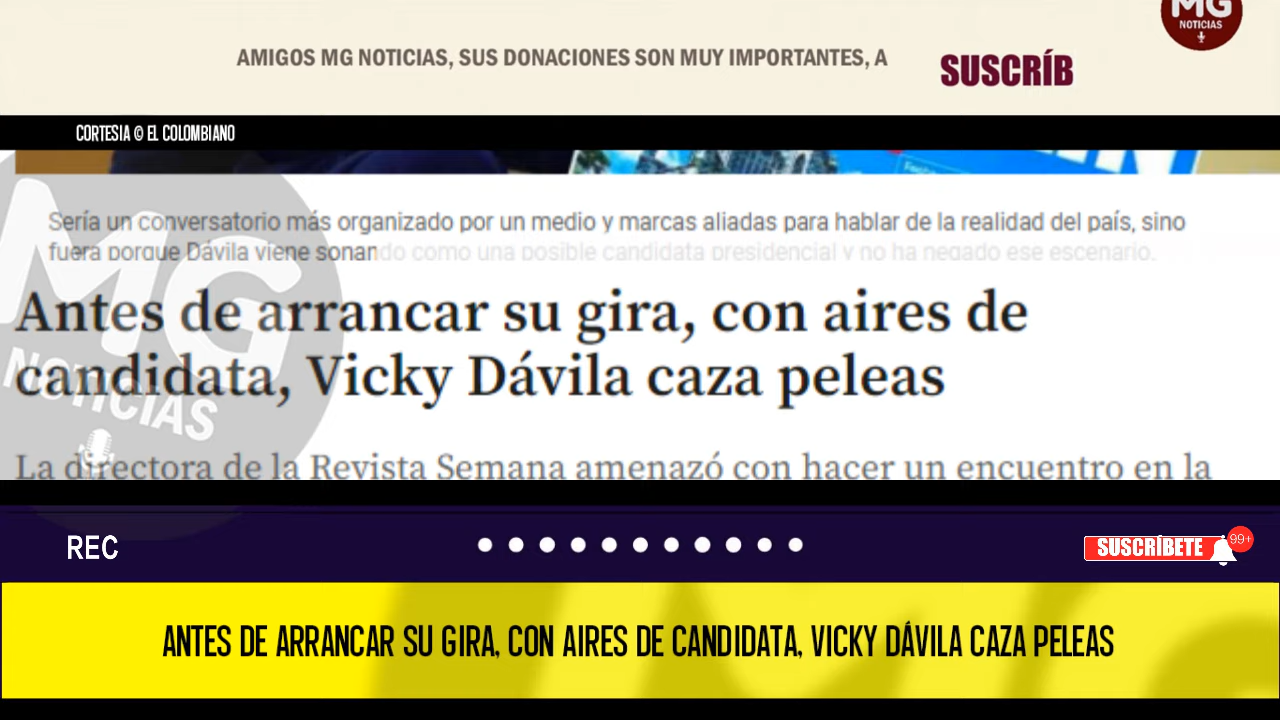 MG
NOTICIAS
AMIGOS MG NOTICIAS, SUS DONACIONES SON MUY IMPORTANTES, A
SUSCRÍB
CORTESIA © EL COLOMBIANO
Sería un conversatorio más organizado por un medio y marcas aliadas para hablar de la realidad del país, sino
fuera porque Dávila viene sonando como una posible candidata presidencial y no ha negado ese escenario.
Antes de arrancar su gira, con aires de
candidata, Vicky Dávila caza peleas
MG
NOTICIAS
La directora de la Revista Semana amenazó con hacer un encuentro en la
REC
SUSCRÍBETE
99+
ANTES DE ARRANCAR SU GIRA, CON AIRES DE CANDIDATA, VICKY DÁVILA CAZA PELEAS